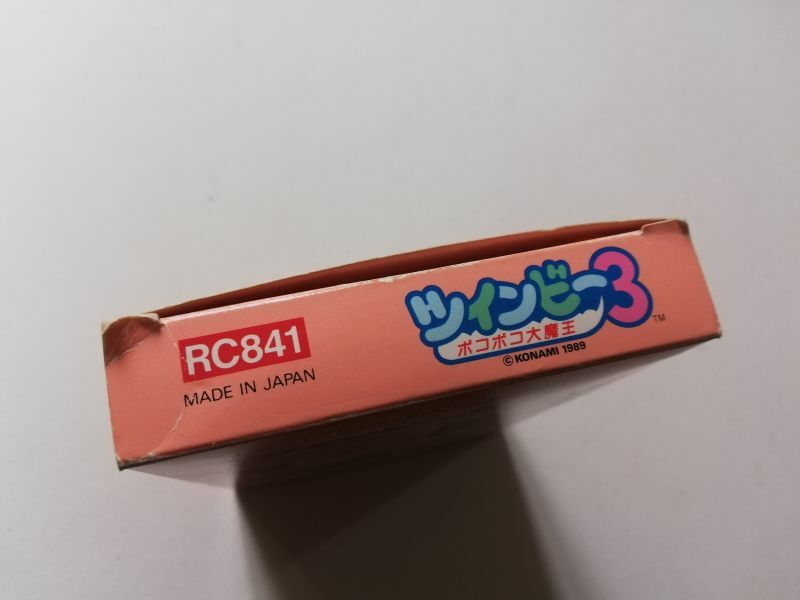 RC841
MADE IN JAPAN
ツインビー3
ポコポコ大魔王
TM
© KONAMI 1989